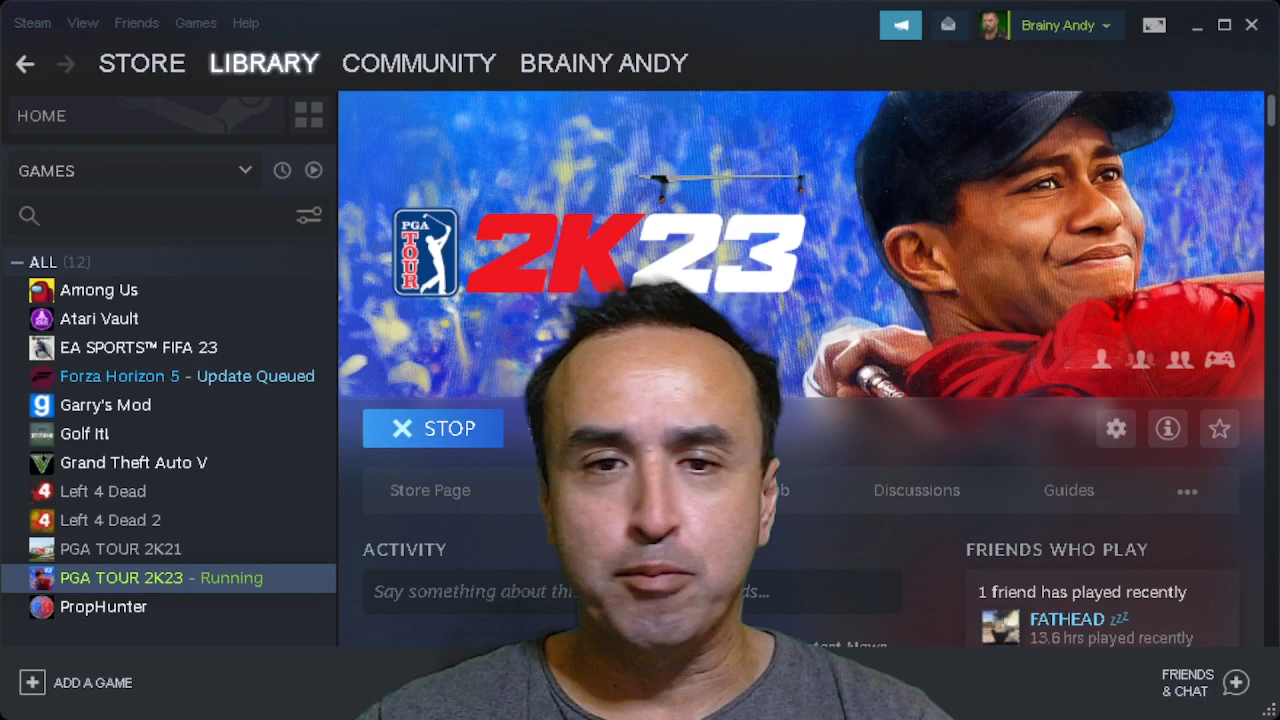 Steam View Friends Games Help
Brainy Andy
STORE LIBRARY COMMUNITY BRAINY ANDY
HOME
GAMES
ALL (12)
Among Us
Atari Vault
EA SPORTS™ FIFA 23
Forza Horizon 5 - Update Queued
Garry's Mod
Golf It!
Grand Theft Auto V
Left 4 Dead
Left 4 Dead 2
PGA TOUR 2K21
PGA TOUR 2K23 - Running
PropHunter
ADD A GAME
PGA
TOUR
2K23
STOP
Store Page Discussions Guides
ACTIVITY
Say something about
FRIENDS WHO PLAY
1 friend has played recently
FATHEAD zzz
13.6 hrs played recently
FRIENDS
& CHAT